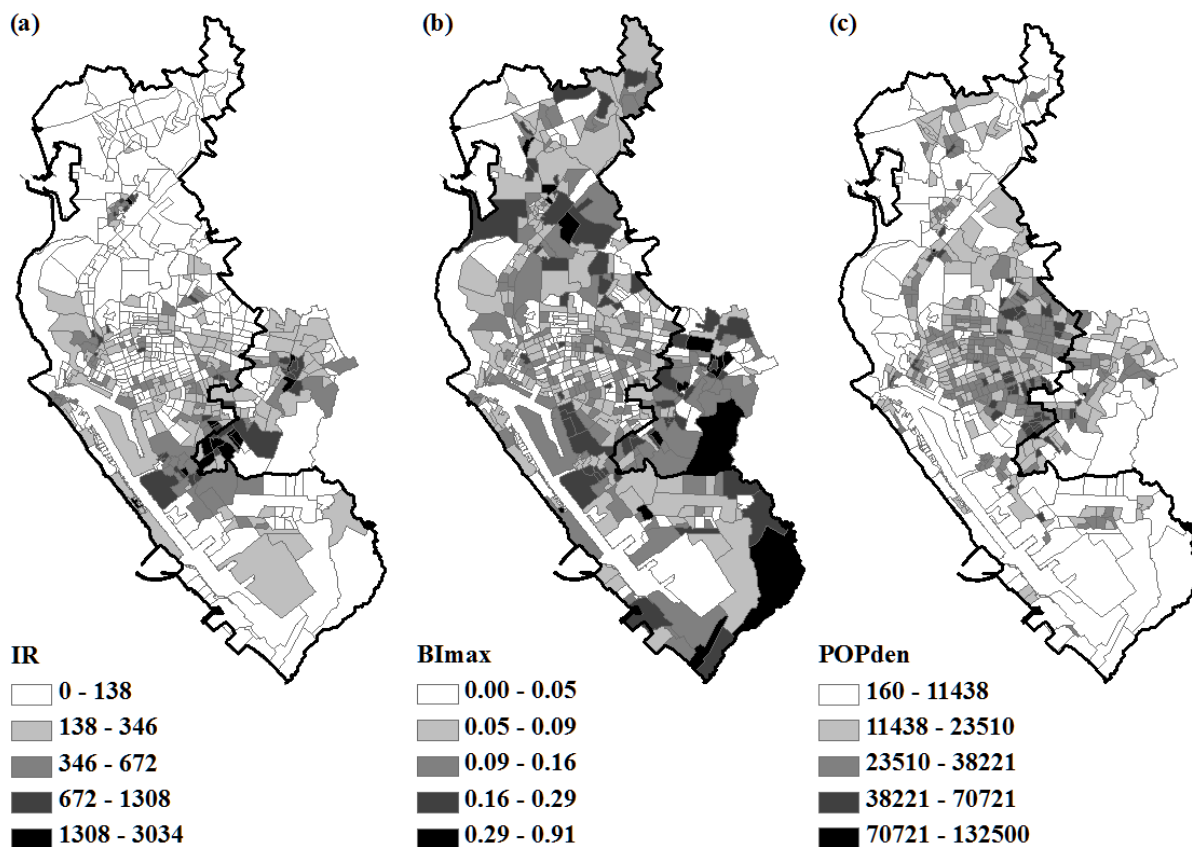 (a)
(b)
(c)
IR
0 - 138
138 - 346
346 - 672
672 - 1308
1308 - 3034
BImax
0.00 - 0.05
0.05 - 0.09
0.09 - 0.16
0.16 - 0.29
0.29 - 0.91
POPden
160 - 11438
11438 - 23510
23510 - 38221
38221 - 70721
70721 - 132500